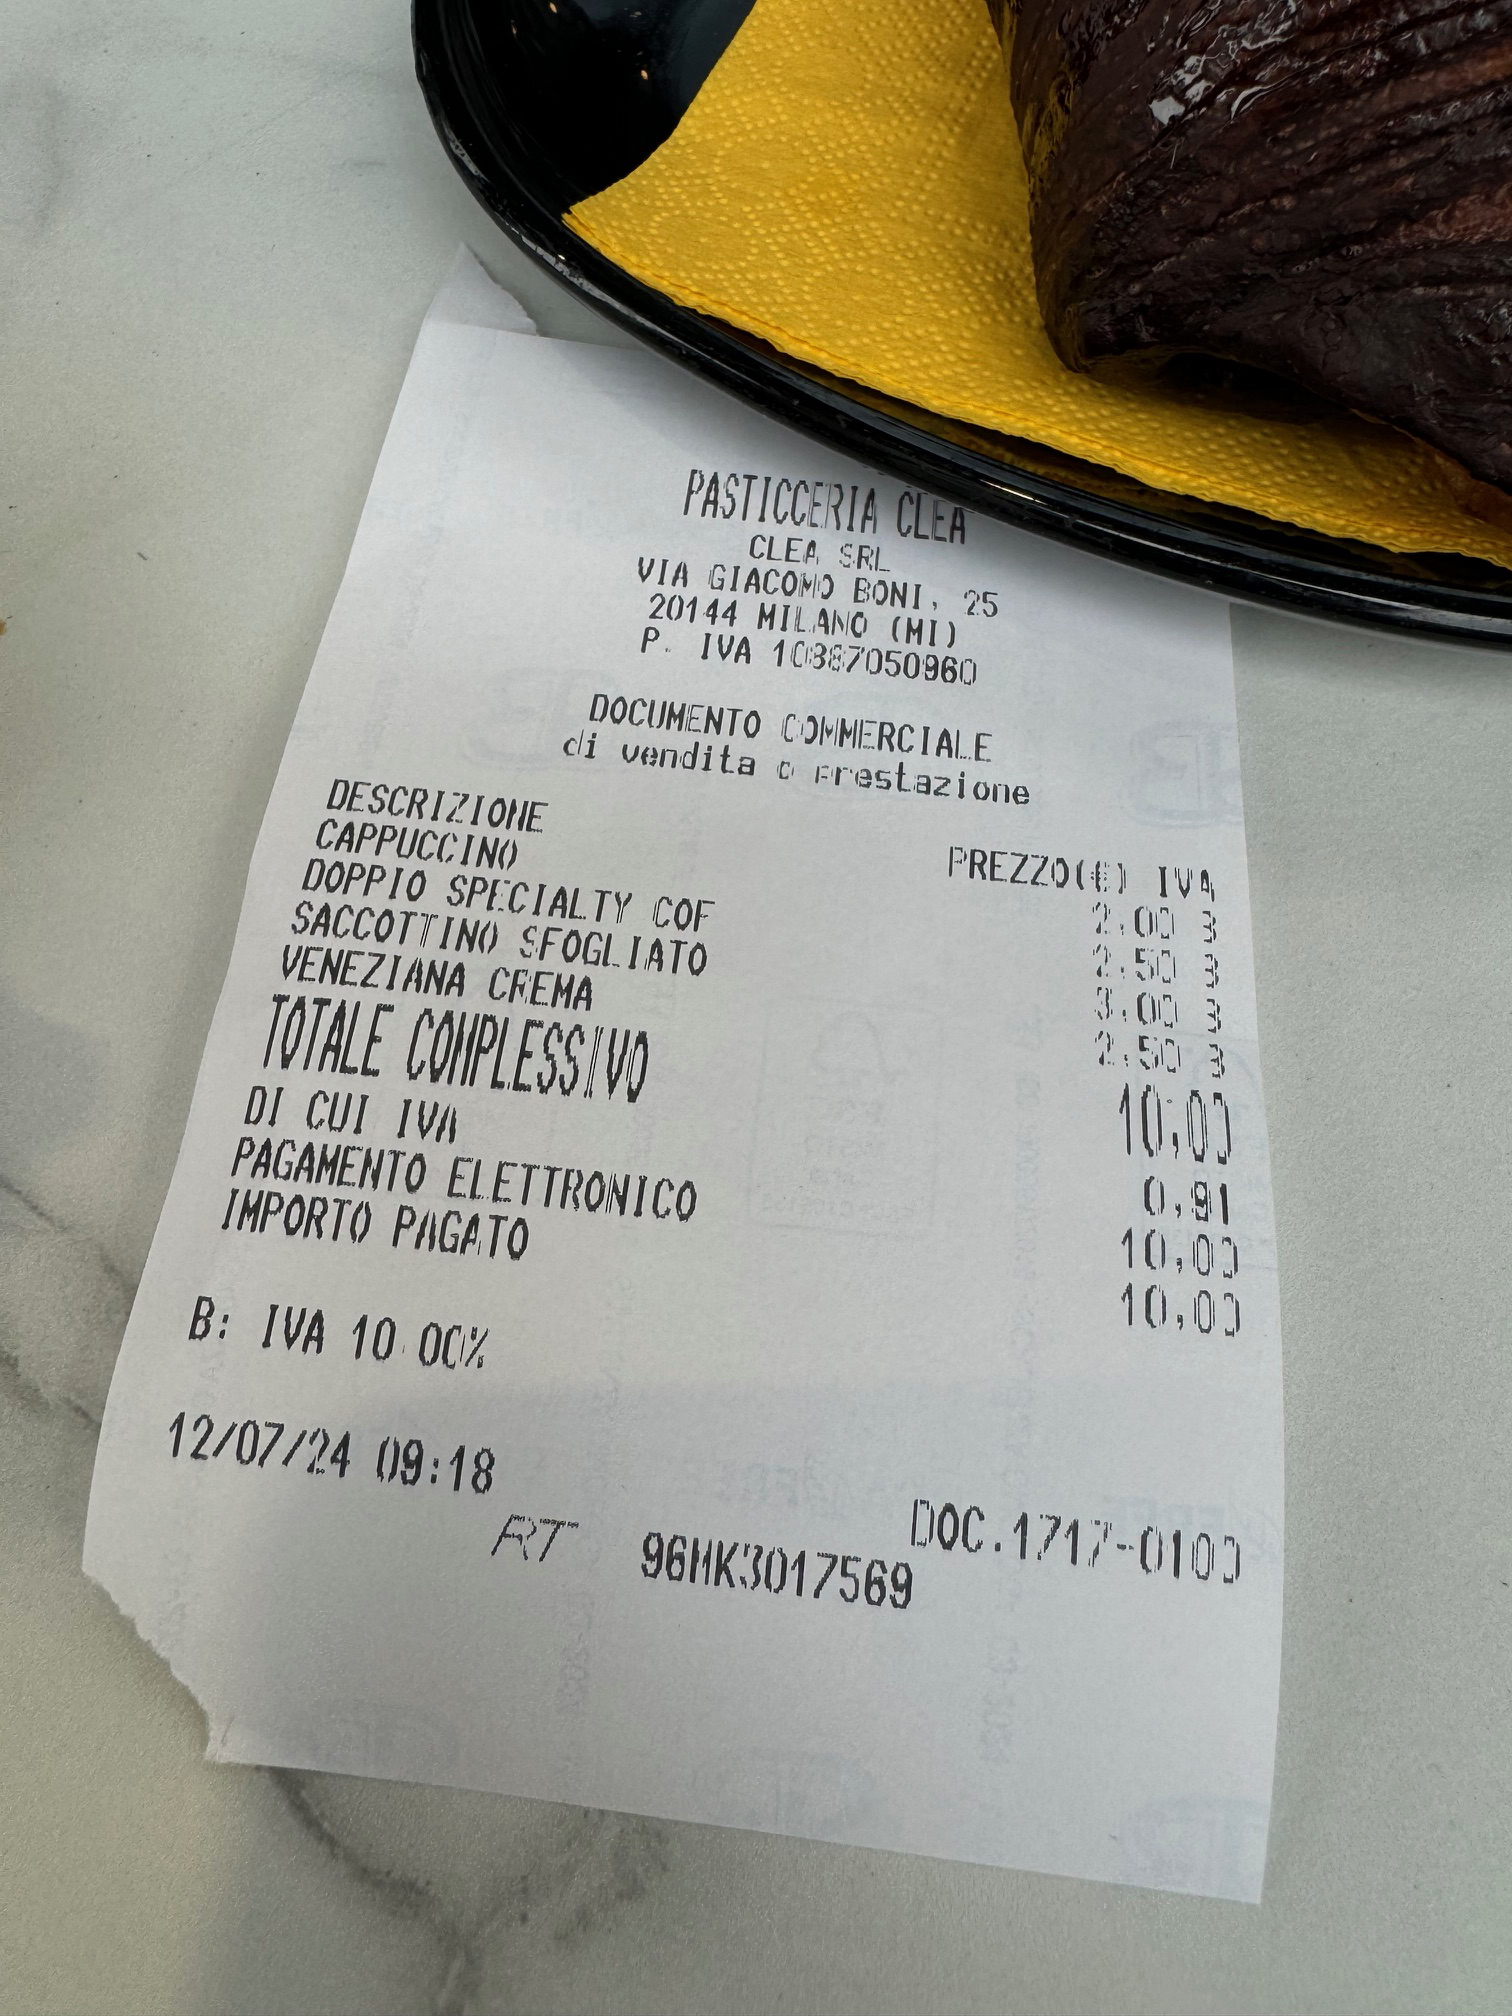 PASTICCERIA CLEA
CLEA SRL
VIA GIACOMO BONI, 25
20144 MILANO (MI)
P. IVA 10387050960
DOCUMENTO COMMERCIALE
di vendita o prestazione
DESCRIZIONE PREZZO(€) IVA
CAPPUCCINO 2,00 B
DOPPIO SPECIALTY COF 2,50 B
SACCOTTINO SFOGLIATO 3,00 B
VENEZIANA CREMA 2,50 B
TOTALE COMPLESSIVO 10,00
DI CUI IVA 0,91
PAGAMENTO ELETTRONICO 10,00
IMPORTO PAGATO 10,00
B: IVA 10.00%
12/07/24 09:18
DOC.1717-0100
RT 96MK3017569